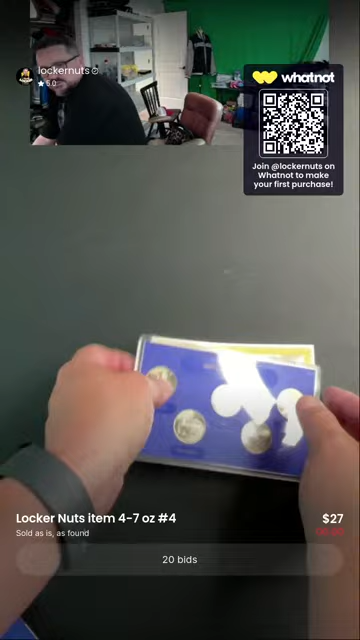 lockernuts
5.0
whatnot
Join @lockernuts on
Whatnot to make
your first purchase!
Locker Nuts item 4-7 oz #4
$27
Sold as is, as found
20 bids